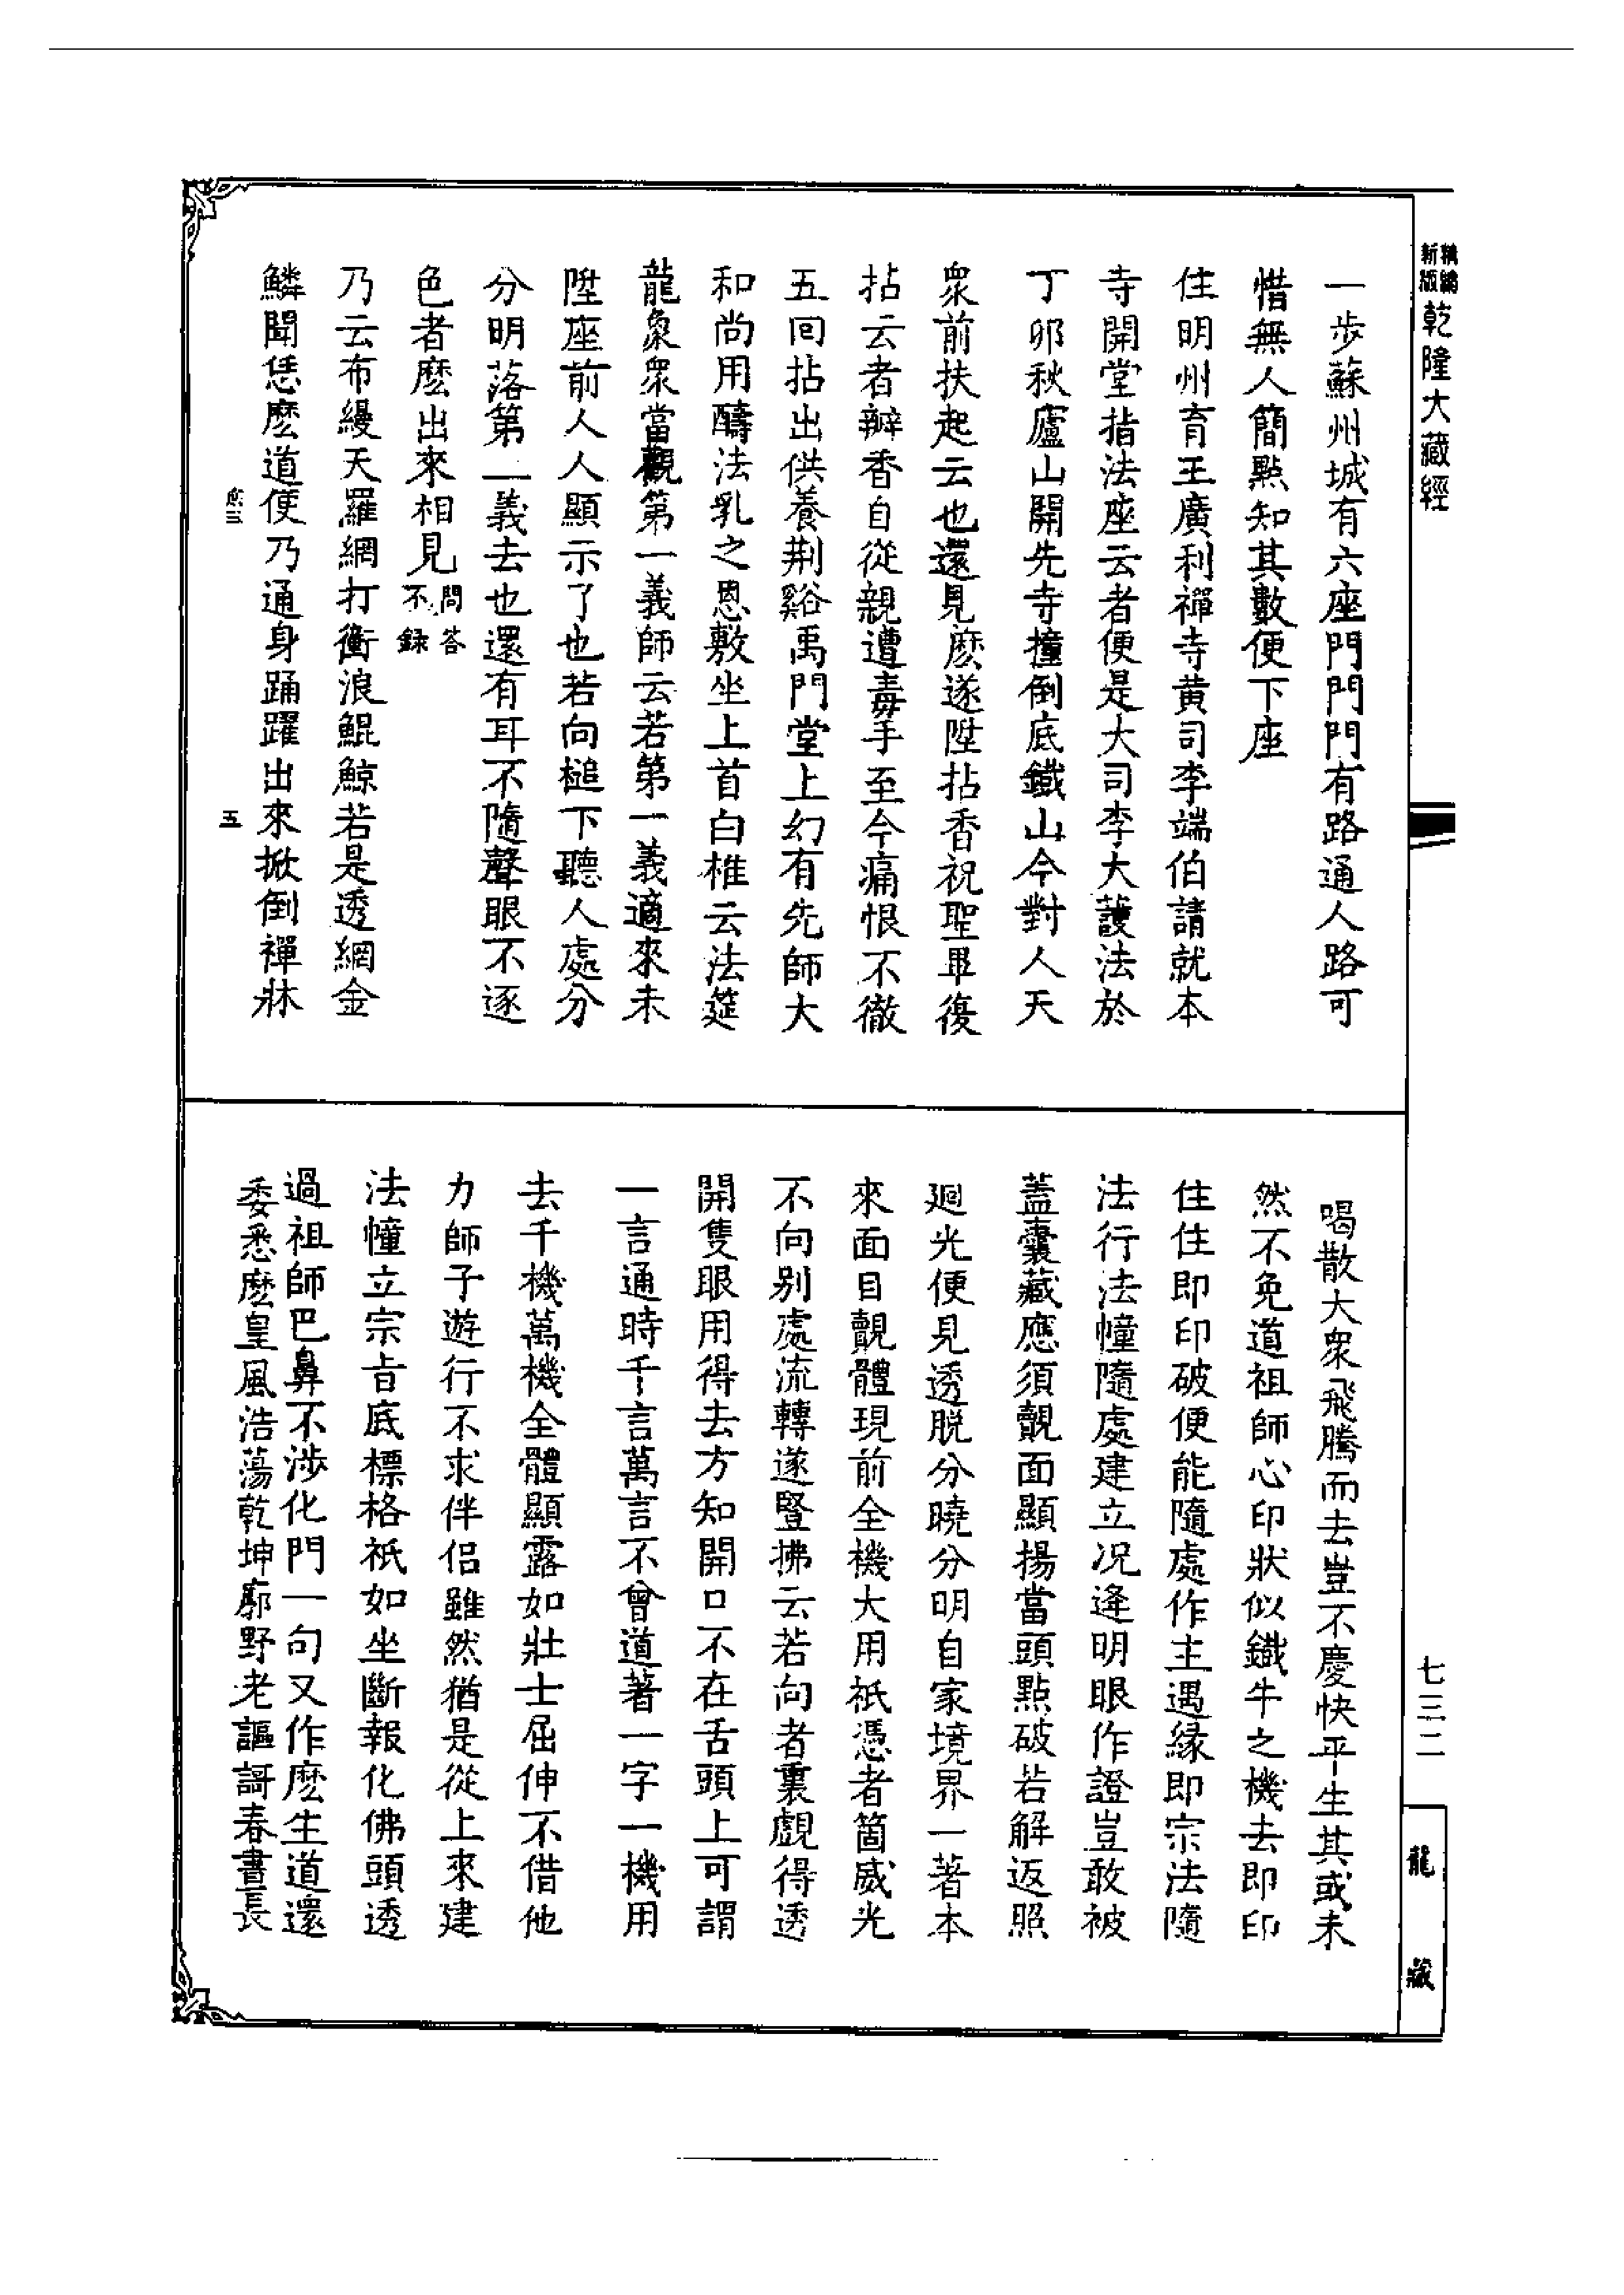 新編縮版乾隆大藏經
一步蘇州城有六座門門門有路通人路可
惜無人簡點知其數便下座
住明州育王廣利禪寺黃司李端伯請就本
寺開堂指法座云者便是大司李大護法於
丁卯秋廬山開先寺撞倒底鐵山今對人天
眾前扶起云也還見麼遂陞拈香祝聖畢復
拈云者瓣香自從親遭毒手至今痛恨不徹
五回拈出供養荆谿禹門堂上幻有先師大
和尚用醻法乳之恩敷坐上首白椎云法筵
龍象眾當觀第一義師云若第一義適來未
陞座前人人顯示了也若向槌下聽人處分
分明落第二義去也還有耳不隨聲眼不逐
色者麼出來相見問答不録
乃云布縵天羅網打衝浪鯤鯨若是透網金
鱗聞恁麼道便乃通身踊躍出來掀倒禪牀
五
喝散大眾飛騰而去豈不慶快平生其或未
然不免道祖師心印狀似鐵牛之機去即印
住住即印破便能隨處作主遇緣即宗法隨
法行法幢隨處建立况逢明眼作證豈敢被
蓋囊藏應須覿面顯揚當頭點破若解返照
廻光便見透脱分曉分明自家境界一著本
來面目覿體現前全機大用祇憑者箇威光
不向别處流轉遂豎拂云若向者裏覷得透
開隻眼用得去方知開口不在舌頭上可謂
一言通時千言萬言不曾道著一字一機用
去千機萬機全體顯露如壯士屈伸不借他
力師子遊行不求伴侣雖然猶是從上來建
法幢立宗旨底標格祇如坐斷報化佛頭透
過祖師巴鼻不涉化門一句又作麼生道還
委悉麼皇風浩蕩乾坤廓野老謳謌春晝長
七三二
龍藏